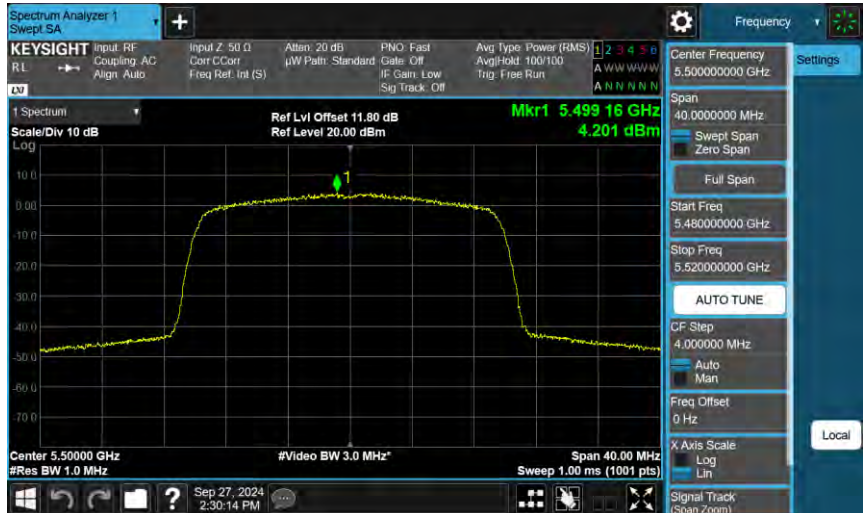 Spectrum Analyzer 1
Swept SA
+
Frequency
KEYSIGHT
RL
LXI
Input: RF
Coupling: AC
Align: Auto
Input Z: 50 Ω
Corr CCorr
Freq Ref: Int (S)
Atten: 20 dB
µW Path: Standard
PNO: Fast
Gate: Off
IF Gain: Low
Sig Track: Off
Avg Type: Power (RMS)
Avg|Hold: 100/100
Trig: Free Run
1 2 3 4 5 6
A W W W W W
A N N N N N
1 Spectrum
Scale/Div 10 dB
Log
Ref Lvl Offset 11.80 dB
Ref Level 20.00 dBm
Mkr1 5.499 16 GHz
4.201 dBm
1
10.0
0.00
-10.0
-20.0
-30.0
-40.0
-50.0
-60.0
-70.0
Center 5.50000 GHz
#Res BW 1.0 MHz
#Video BW 3.0 MHz*
Span 40.00 MHz
Sweep 1.00 ms (1001 pts)
?
Sep 27, 2024
2:30:14 PM
Center Frequency
5.500000000 GHz
Span
40.0000000 MHz
Swept Span
Zero Span
Full Span
Start Freq
5.480000000 GHz
Stop Freq
5.520000000 GHz
AUTO TUNE
CF Step
4.000000 MHz
Auto
Man
Freq Offset
0 Hz
X Axis Scale
Log
Lin
Signal Track
(Span Zoom)
Settings
Local